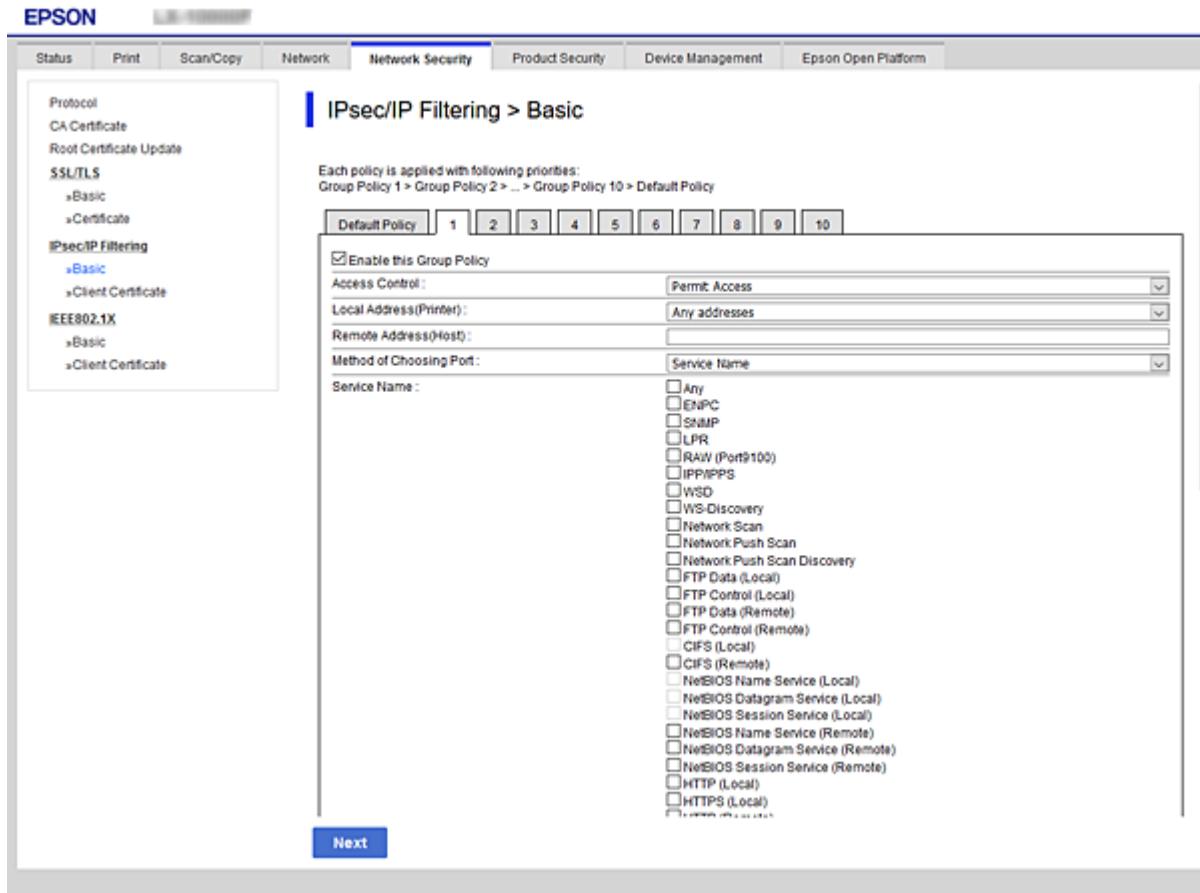 EPSON
Status Print Scan/Copy Network Network Security Product Security Device Management Epson Open Platform
Protocol
CA Certificate
Root Certificate Update
SSL/TLS
»Basic
»Certificate
IPsec/IP Filtering
»Basic
»Client Certificate
IEEE802.1X
»Basic
»Client Certificate
IPsec/IP Filtering > Basic
Each policy is applied with following priorities:
Group Policy 1 > Group Policy 2 > ... > Group Policy 10 > Default Policy
Default Policy 1 2 3 4 5 6 7 8 9 10
Enable this Group Policy
Access Control : Permit Access
Local Address(Printer) : Any addresses
Remote Address(Host) :
Method of Choosing Port : Service Name
Service Name :
Any
ENPC
SNMP
LPR
RAW (Port9100)
IPP/IPPS
WSD
WS-Discovery
Network Scan
Network Push Scan
Network Push Scan Discovery
FTP Data (Local)
FTP Control (Local)
FTP Data (Remote)
FTP Control (Remote)
CIFS (Local)
CIFS (Remote)
NetBIOS Name Service (Local)
NetBIOS Datagram Service (Local)
NetBIOS Session Service (Local)
NetBIOS Name Service (Remote)
NetBIOS Datagram Service (Remote)
NetBIOS Session Service (Remote)
HTTP (Local)
HTTPS (Local)
Next